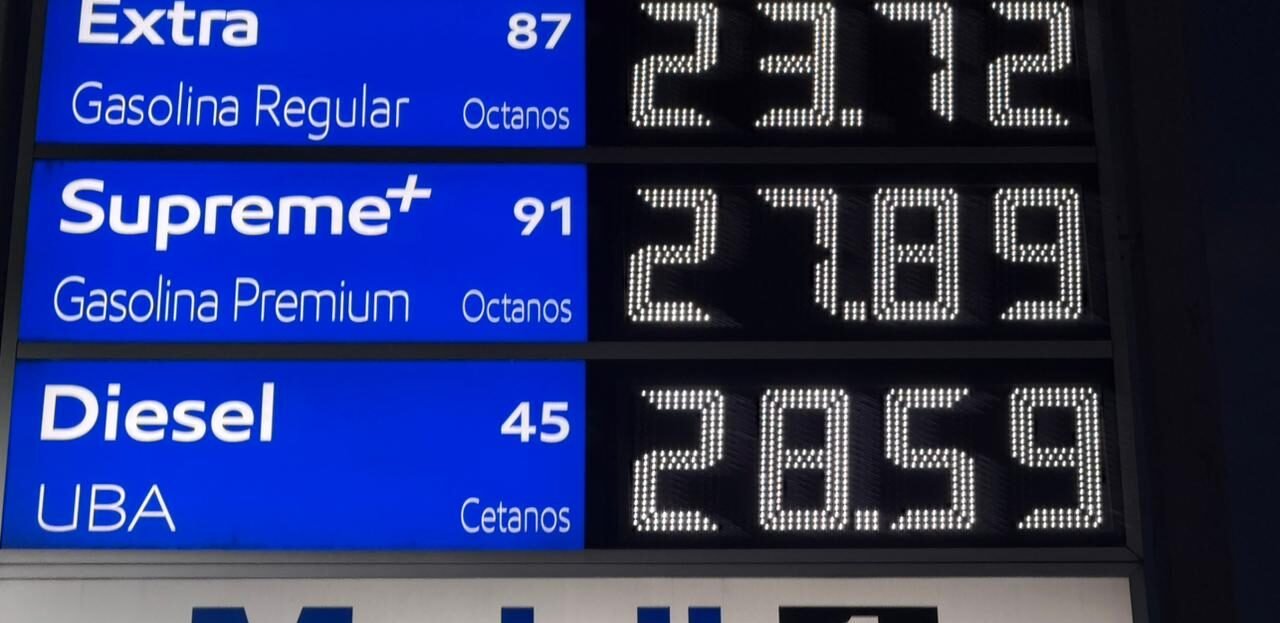 Extra 87 23.72
Gasolina Regular Octanos
Supreme+ 91 27.89
Gasolina Premium Octanos
Diesel 45 28.59
UBA Cetanos